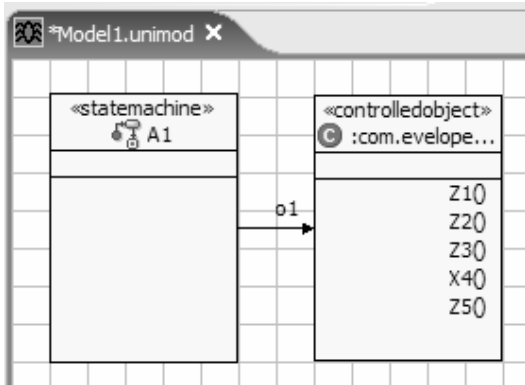 *Model1.unimod
«statemachine»
A1
o1
«controlledobject»
:com.evelope...
Z1()
Z2()
Z3()
X4()
Z5()